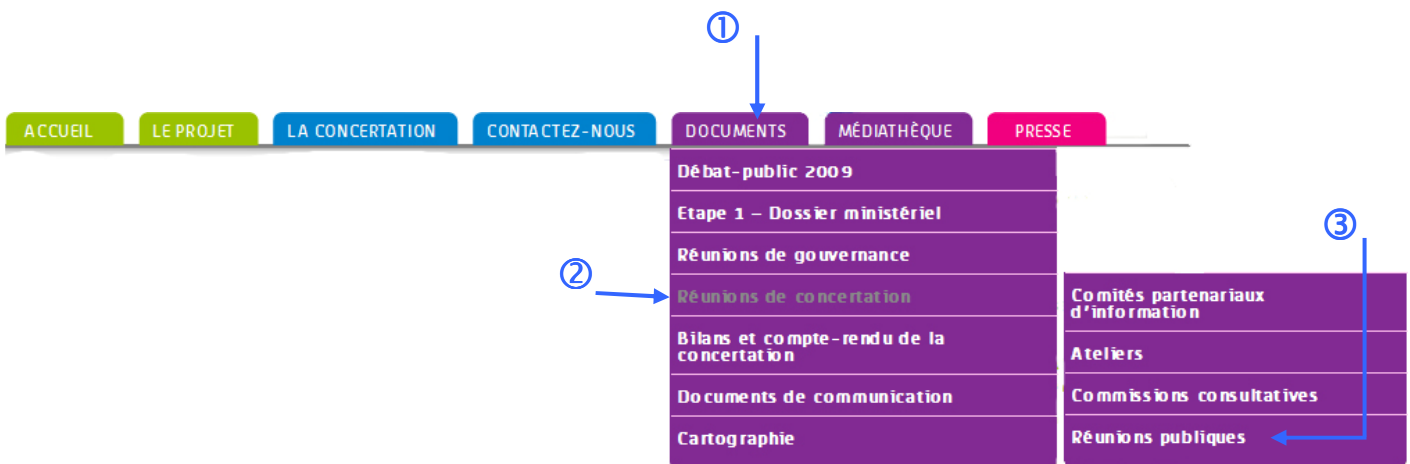 ①
ACCUEIL LE PROJET LA CONCERTATION CONTACTEZ-NOUS DOCUMENTS MÉDIATHÈQUE PRESSE
Débat-public 2009
Etape 1 – Dossier ministériel
Réunions de gouvernance
②
Réunions de concertation
Bilans et compte-rendu de la
concertation
Documents de communication
Cartographie
③
Comités partenariaux
d'information
Ateliers
Commissions consultatives
Réunions publiques